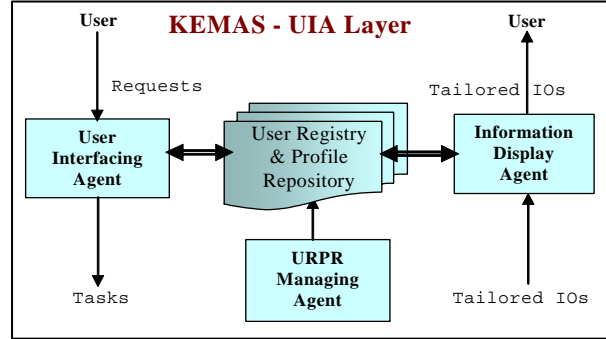 User
KEMAS - UIA Layer
User
Requests
Tailored IOs
User
Interfacing
Agent
User Registry
& Profile
Repository
Information
Display
Agent
URPR
Managing
Agent
Tasks
Tailored IOs